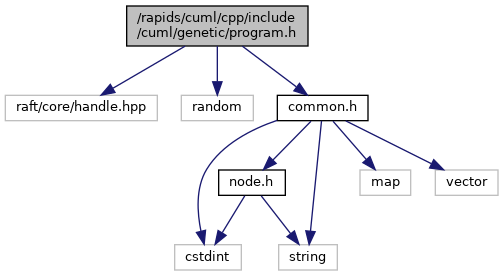 /rapids/cuml/cpp/include
/cuml/genetic/program.h
raft/core/handle.hpp
random
common.h
node.h
map
vector
cstdint
string